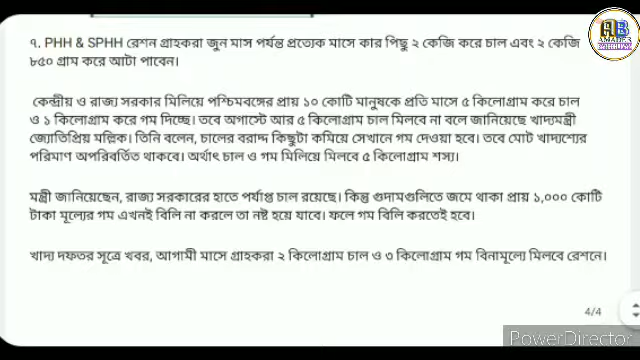 ৭. PHH & SPHH রেশন গ্রাহকরা জুন মাস পর্যন্ত প্রত্যেক মাসে কার পিছু ২ কেজি করে চাল এবং ২ কেজি
৮৫০ গ্রাম করে আটা পাবেন।
কেন্দ্রীয় ও রাজ্য সরকার মিলিয়ে পশ্চিমবঙ্গের প্রায় ১০ কোটি মানুষকে প্রতি মাসে ৫ কিলোগ্রাম করে চাল
ও ১ কিলোগ্রাম করে গম দিচ্ছে। তবে অগাস্টে আর ৫ কিলোগ্রাম চাল মিলবে না বলে জানিয়েছে খাদ্যমন্ত্রী
জ্যোতিপ্রিয় মল্লিক। তিনি বলেন, চালের বরাদ্দ কিছুটা কমিয়ে সেখানে গম দেওয়া হবে। তবে মোট খাদ্যশস্যের
পরিমাণ অপরিবর্তিত থাকবে। অর্থাৎ চাল ও গম মিলিয়ে মিলবে ৫ কিলোগ্রাম শস্য।
মন্ত্রী জানিয়েছেন, রাজ্য সরকারের হাতে পর্যাপ্ত চাল রয়েছে। কিন্তু গুদামগুলিতে জমে থাকা প্রায় ১,০০০ কোটি
টাকা মূল্যের গম এখনই বিলি না করলে তা নষ্ট হয়ে যাবে। ফলে গম বিলি করতেই হবে।
খাদ্য দফতর সূত্রে খবর, আগামী মাসে গ্রাহকরা ২ কিলোগ্রাম চাল ও ৩ কিলোগ্রাম গম বিনামূল্যে মিলবে রেশনে।
4/4
PowerDirector